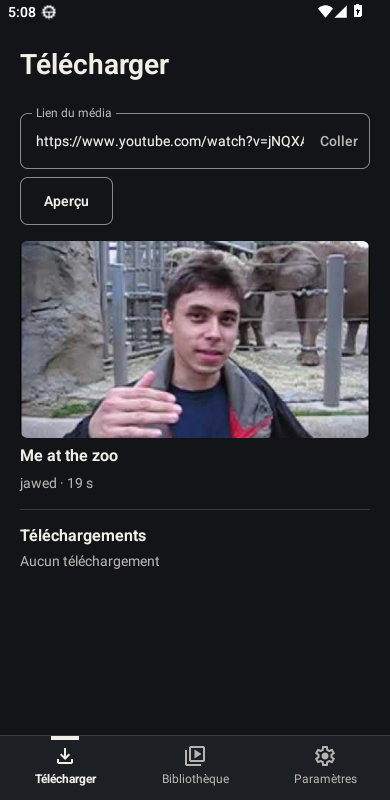 5:08
Télécharger
Lien du média
https://www.youtube.com/watch?v=jNQX
Coller
Aperçu
Me at the zoo
jawed · 19 s
Téléchargements
Aucun téléchargement
Télécharger
Bibliothèque
Paramètres